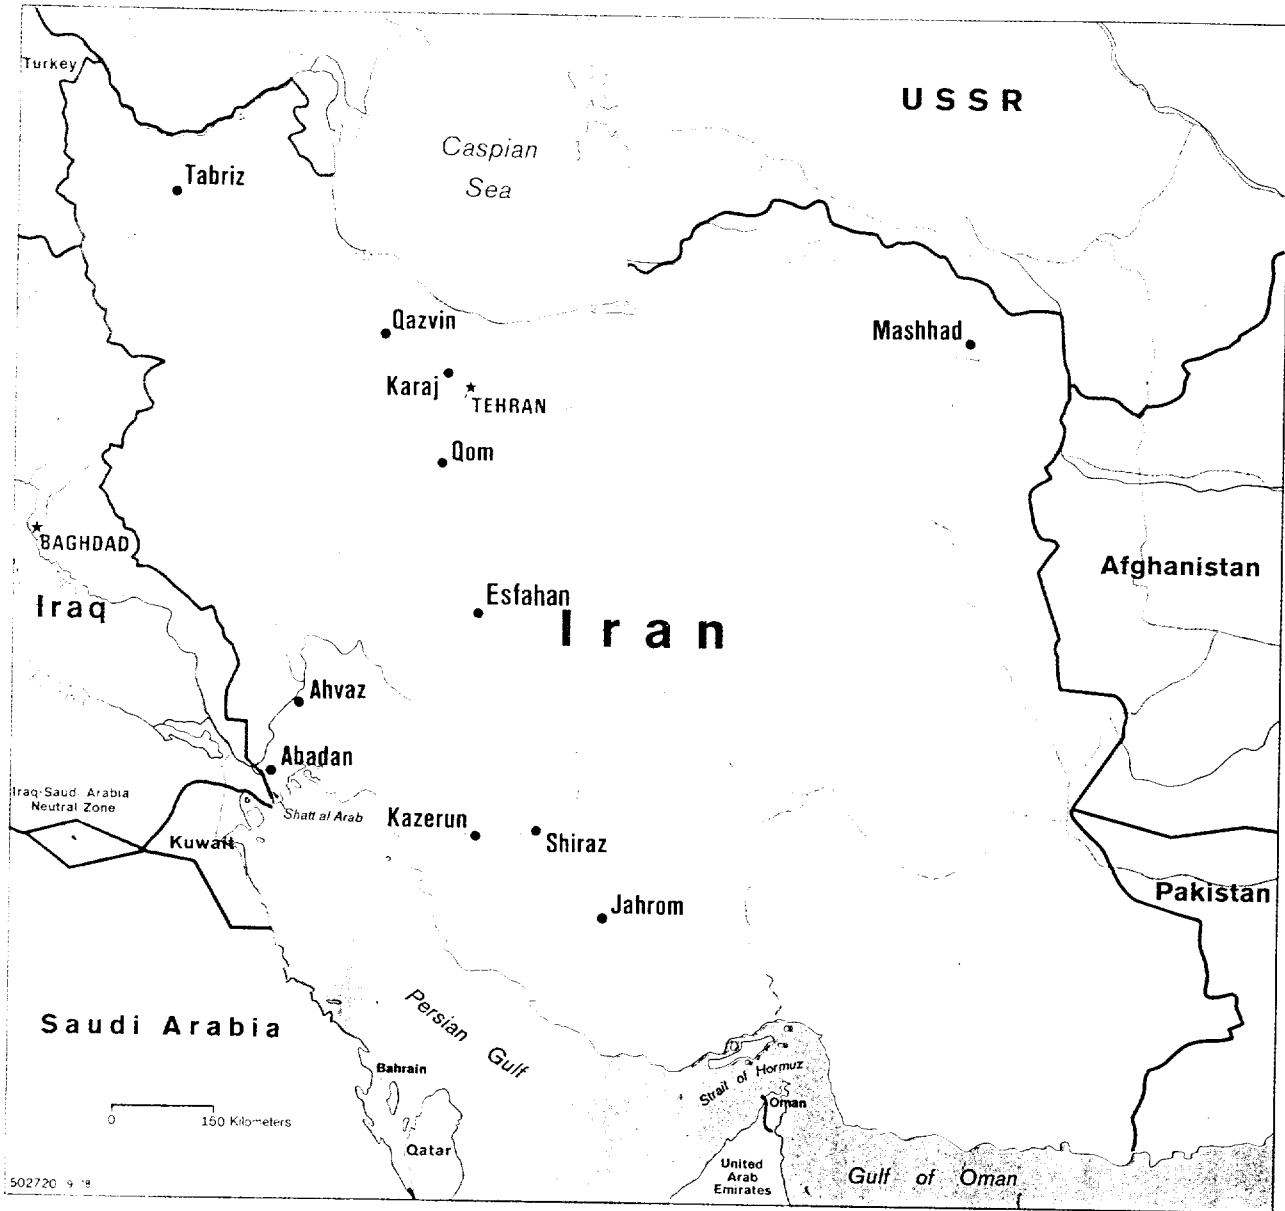 Turkey
USSR
Caspian
Sea
Tabriz
Qazvin
Mashhad
Karaj
TEHRAN
Qom
BAGHDAD
Iraq
Afghanistan
Esfahan
Iran
Ahvaz
Abadan
Iraq-Saudi Arabia
Neutral Zone
Shatt al Arab
Kuwait
Kazerun
Shiraz
Pakistan
Jahrom
Saudi Arabia
Persian Gulf
Bahrain
Strait of Hormuz
Oman
0 150 Kilometers
Qatar
United
Arab
Emirates
Gulf of Oman
502720 9